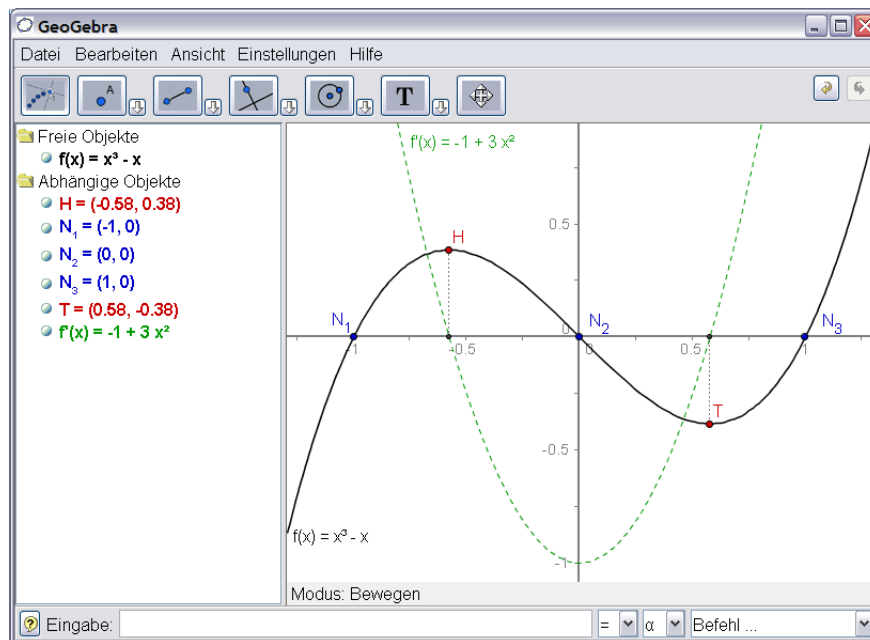 GeoGebra
Datei Bearbeiten Ansicht Einstellungen Hilfe
A
T
Freie Objekte
f(x) = x³ - x
Abhängige Objekte
H = (-0.58, 0.38)
N₁ = (-1, 0)
N₂ = (0, 0)
N₃ = (1, 0)
T = (0.58, -0.38)
f'(x) = -1 + 3 x²
f'(x) = -1 + 3 x²
0.5
H
N₁
0
N₂
N₃
-1
-0.5
0
0.5
1
T
-0.5
f(x) = x³ - x
-1
Modus: Bewegen
Eingabe:
=
α
Befehl ...